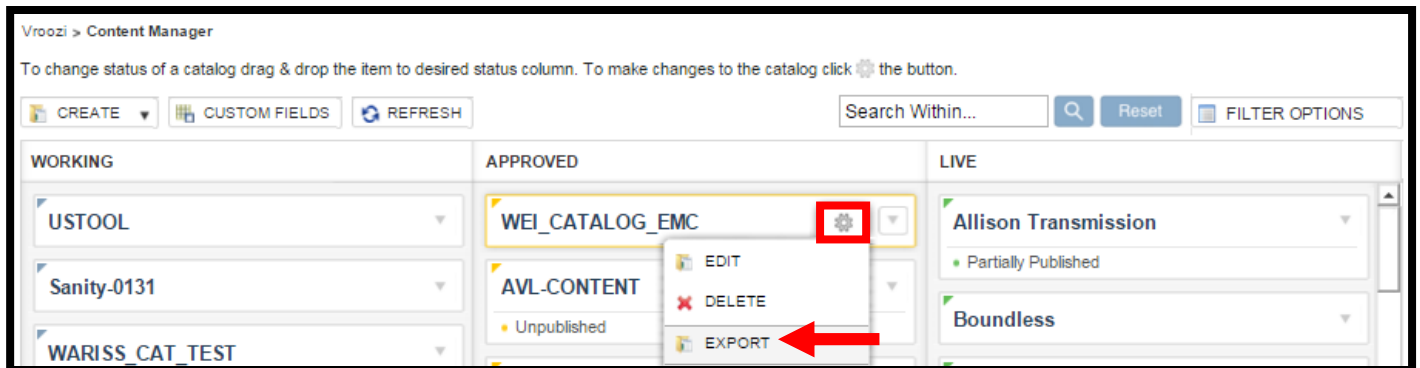 Vroozi > Content Manager
To change status of a catalog drag & drop the item to desired status column. To make changes to the catalog click the button.
CREATE CUSTOM FIELDS REFRESH Search Within... Reset FILTER OPTIONS
WORKING APPROVED LIVE
USTOOL WEI_CATALOG_EMC Allison Transmission
EDIT Partially Published
Sanity-0131 AVL-CONTENT DELETE
Unpublished Boundless
WARISS_CAT_TEST EXPORT